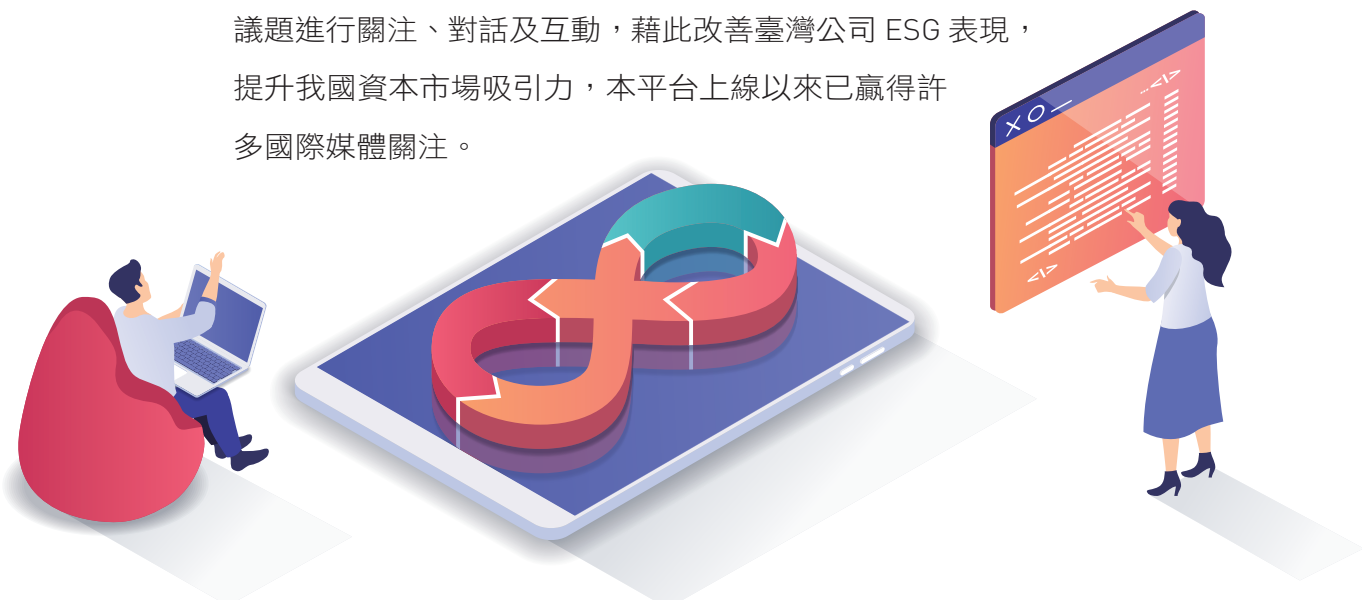 議題進行關注、對話及互動，藉此改善臺灣公司 ESG 表現，
提升我國資本市場吸引力，本平台上線以來已贏得許
多國際媒體關注。